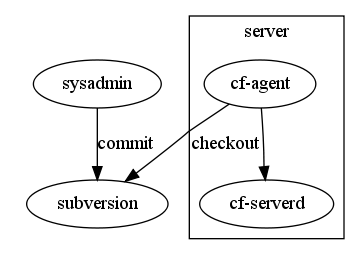 server
sysadmin
cf-agent
commit
checkout
subversion
cf-serverd